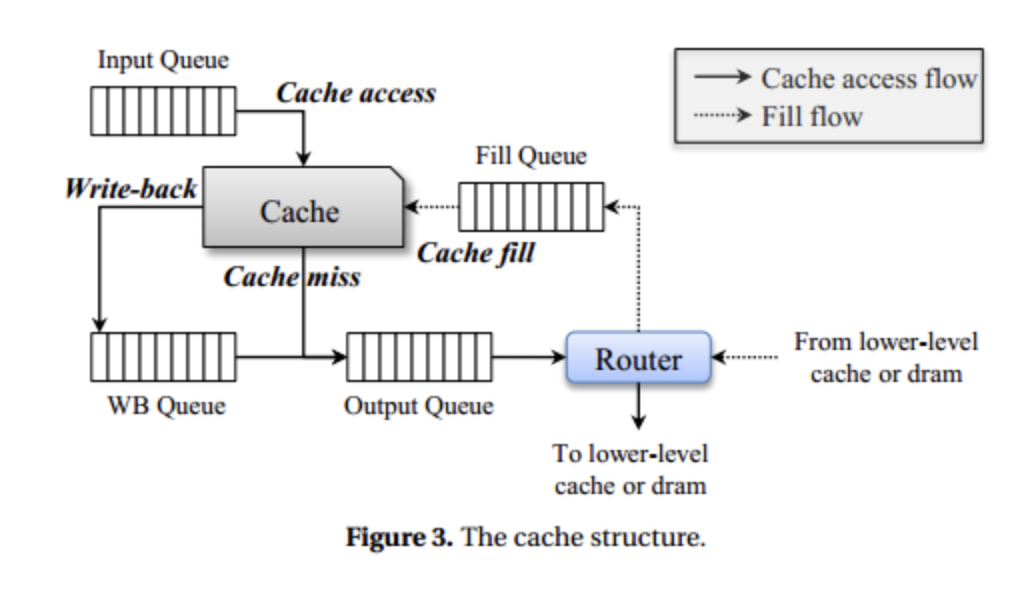 Input Queue
Cache access
Cache access flow
Fill flow
Fill Queue
Write-back
Cache
Cache fill
Cache miss
Router
From lower-level
cache or dram
WB Queue
Output Queue
To lower-level
cache or dram
Figure 3. The cache structure.